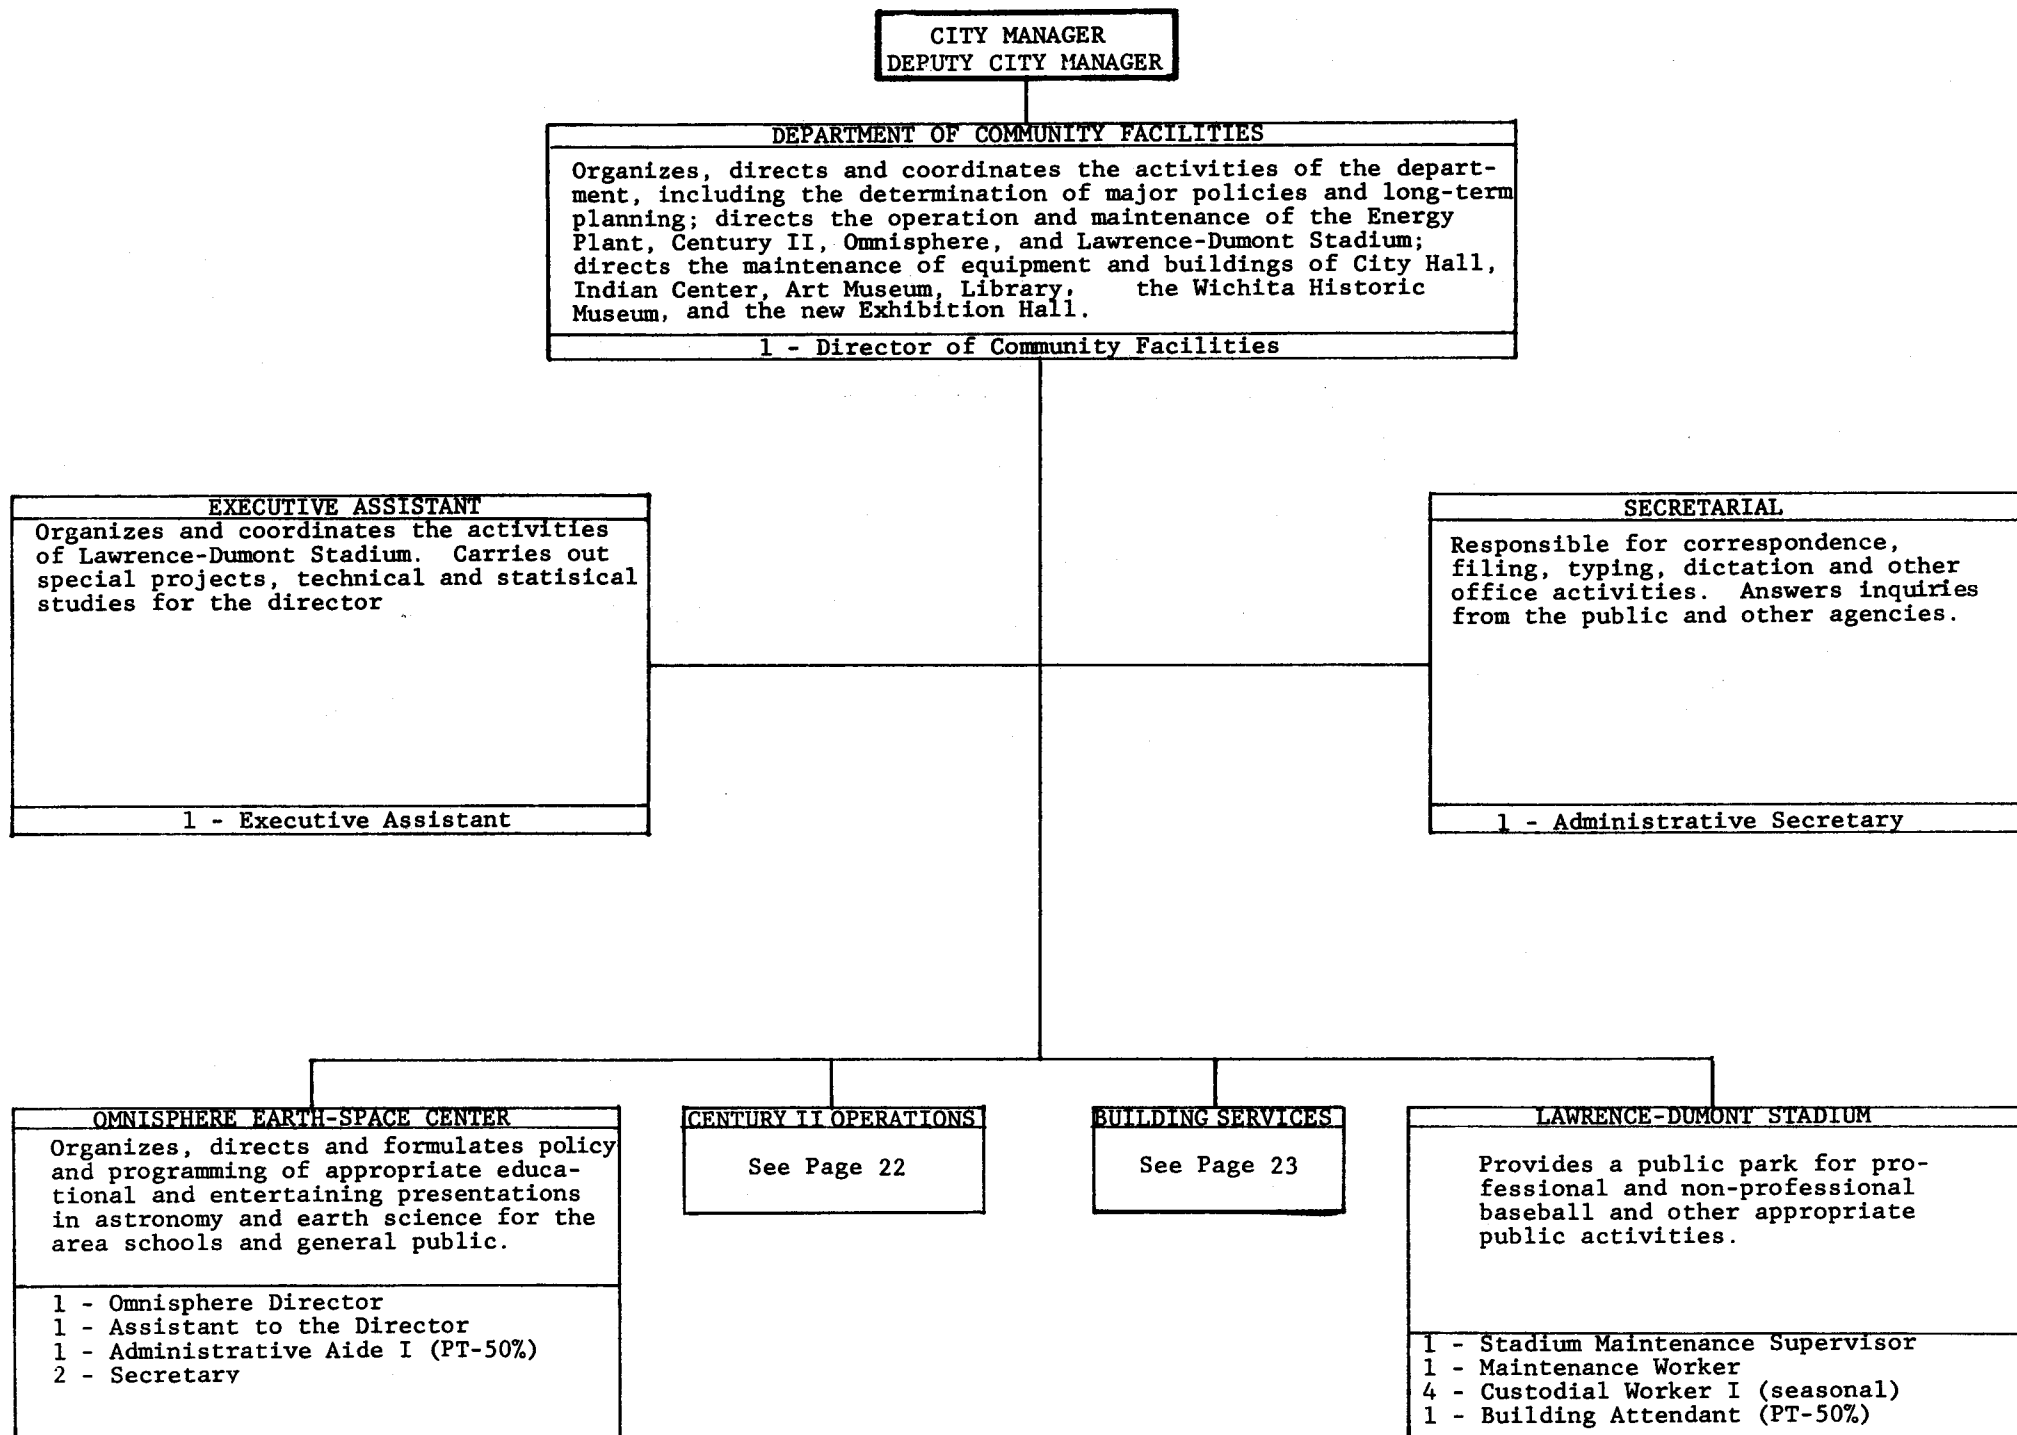 CITY MANAGER
DEPUTY CITY MANAGER
DEPARTMENT OF COMMUNITY FACILITIES
Organizes, directs and coordinates the activities of the depart-
ment, including the determination of major policies and long-term
planning; directs the operation and maintenance of the Energy
Plant, Century II, Omnisphere, and Lawrence-Dumont Stadium;
directs the maintenance of equipment and buildings of City Hall,
Indian Center, Art Museum, Library, the Wichita Historic
Museum, and the new Exhibition Hall.
1 - Director of Community Facilities
EXECUTIVE ASSISTANT
Organizes and coordinates the activities
of Lawrence-Dumont Stadium. Carries out
special projects, technical and statisical
studies for the director
1 - Executive Assistant
SECRETARIAL
Responsible for correspondence,
filing, typing, dictation and other
office activities. Answers inquiries
from the public and other agencies.
1 - Administrative Secretary
OMNISPHERE EARTH-SPACE CENTER
Organizes, directs and formulates policy
and programming of appropriate educa-
tional and entertaining presentations
in astronomy and earth science for the
area schools and general public.
1 - Omnisphere Director
1 - Assistant to the Director
1 - Administrative Aide I (PT-50%)
2 - Secretary
CENTURY II OPERATIONS
See Page 22
BUILDING SERVICES
See Page 23
LAWRENCE-DUMONT STADIUM
Provides a public park for pro-
fessional and non-professional
baseball and other appropriate
public activities.
1 - Stadium Maintenance Supervisor
1 - Maintenance Worker
4 - Custodial Worker I (seasonal)
1 - Building Attendant (PT-50%)